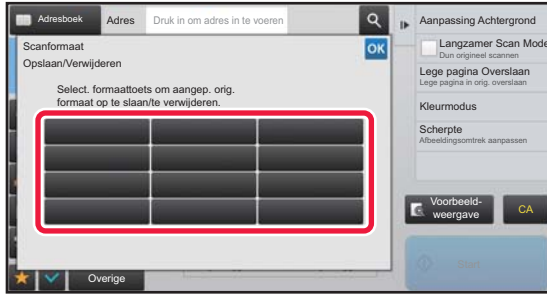 Adresboek
Adres
Druk in om adres in te voeren
Scanformaat
OK
Opslaan/Verwijderen
Select. formaattoets om aangep. orig.
formaat op te slaan/te verwijderen.
Overige
Aanpassing Achtergrond
Langzamer Scan Mode
Dun origineel scannen
Lege pagina Overslaan
Lege pagina in orig. overslaan
Kleurmodus
Scherpte
Afbeeldingsomtrek aanpassen
Voorbeeld-
weergave
CA
Start